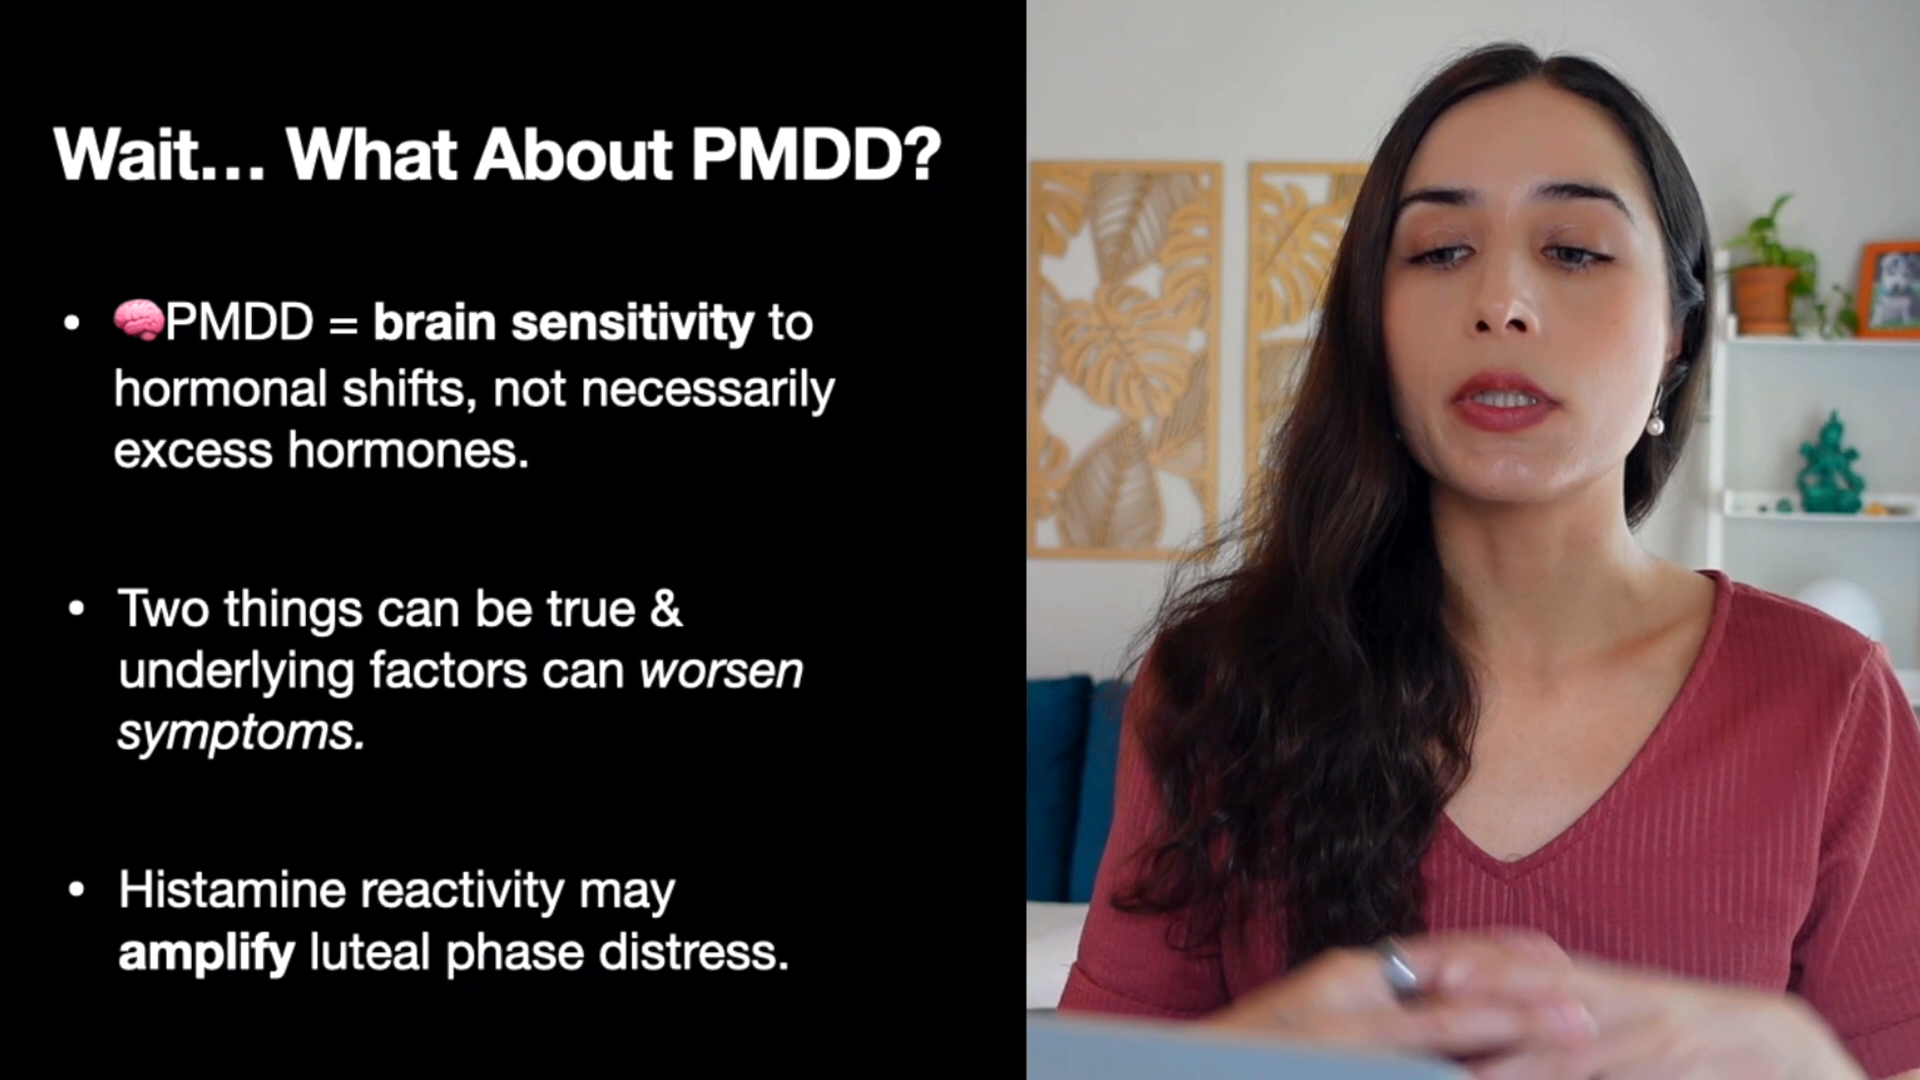 Wait… What About PMDD?
• 🧠PMDD = brain sensitivity to
hormonal shifts, not necessarily
excess hormones.
• Two things can be true &
underlying factors can worsen
symptoms.
• Histamine reactivity may
amplify luteal phase distress.